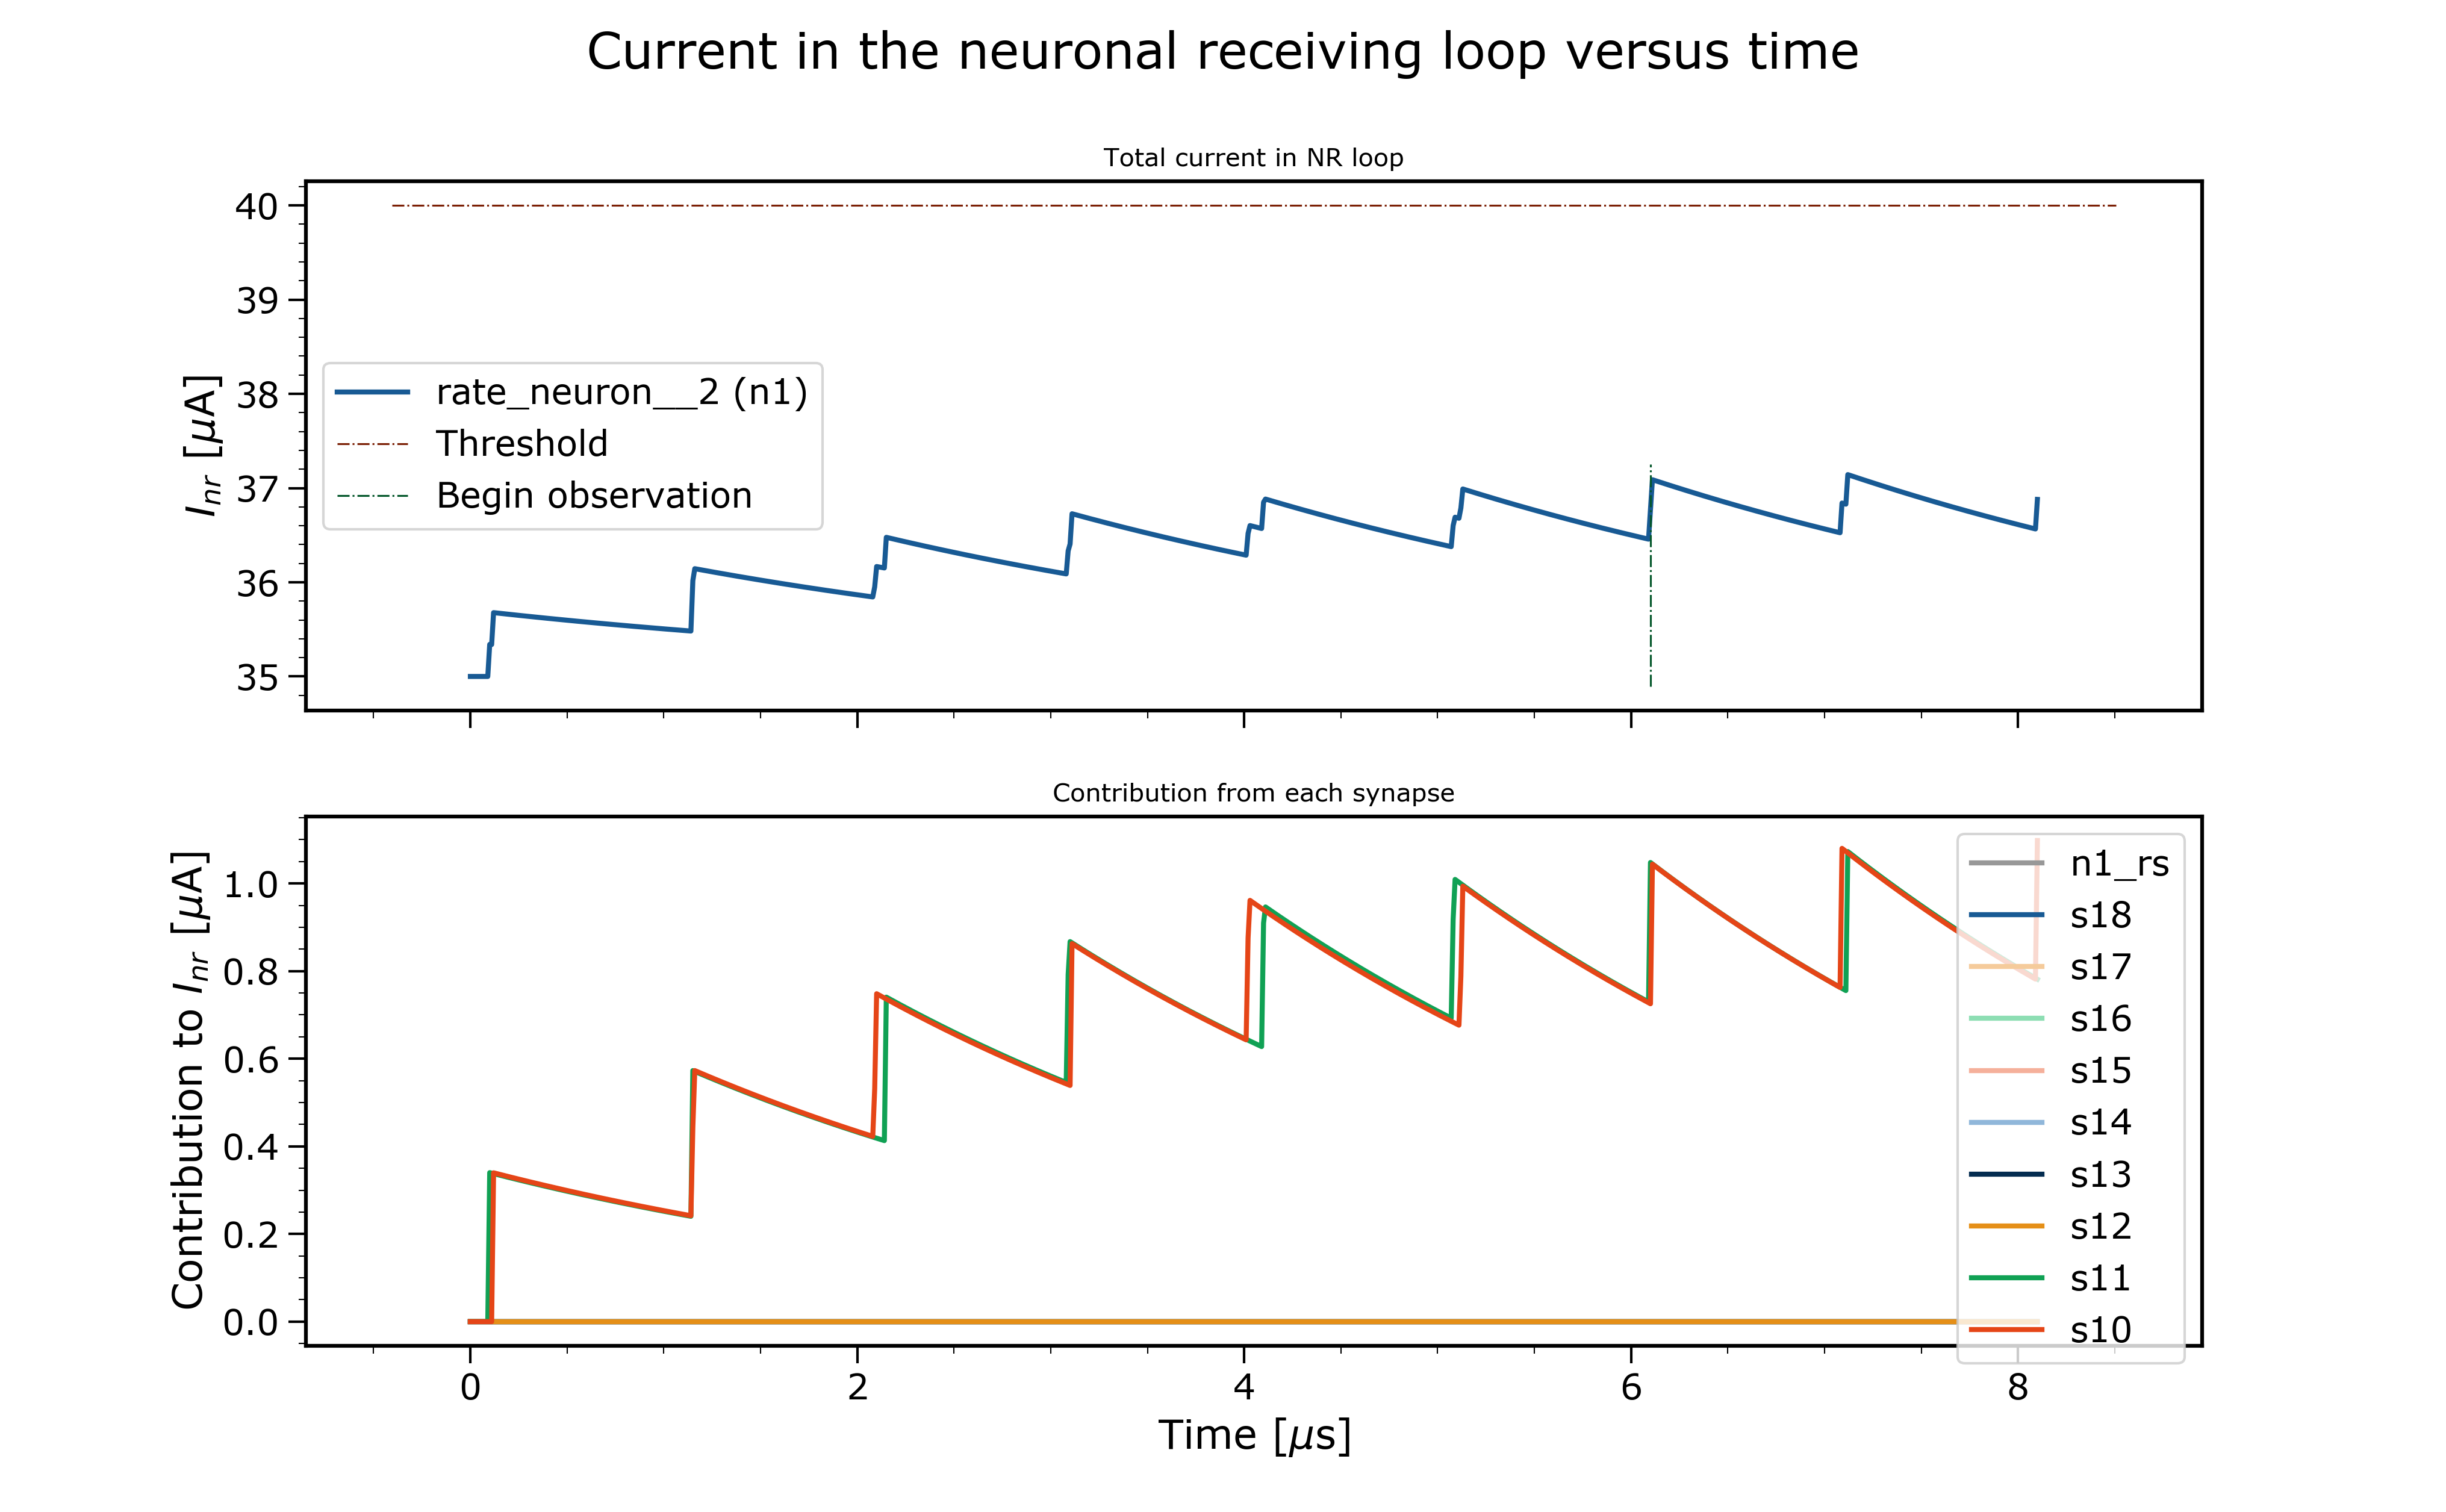 Current in the neuronal receiving loop versus time
Total current in NR loop
40
39
38
37
36
35
I_nr [μA]
rate_neuron__2 (n1)
Threshold
Begin observation
Contribution from each synapse
1.0
0.8
0.6
0.4
0.2
0.0
Contribution to I_nr [μA]
n1_rs
s18
s17
s16
s15
s14
s13
s12
s11
s10
0 2 4 6 8
Time [μs]